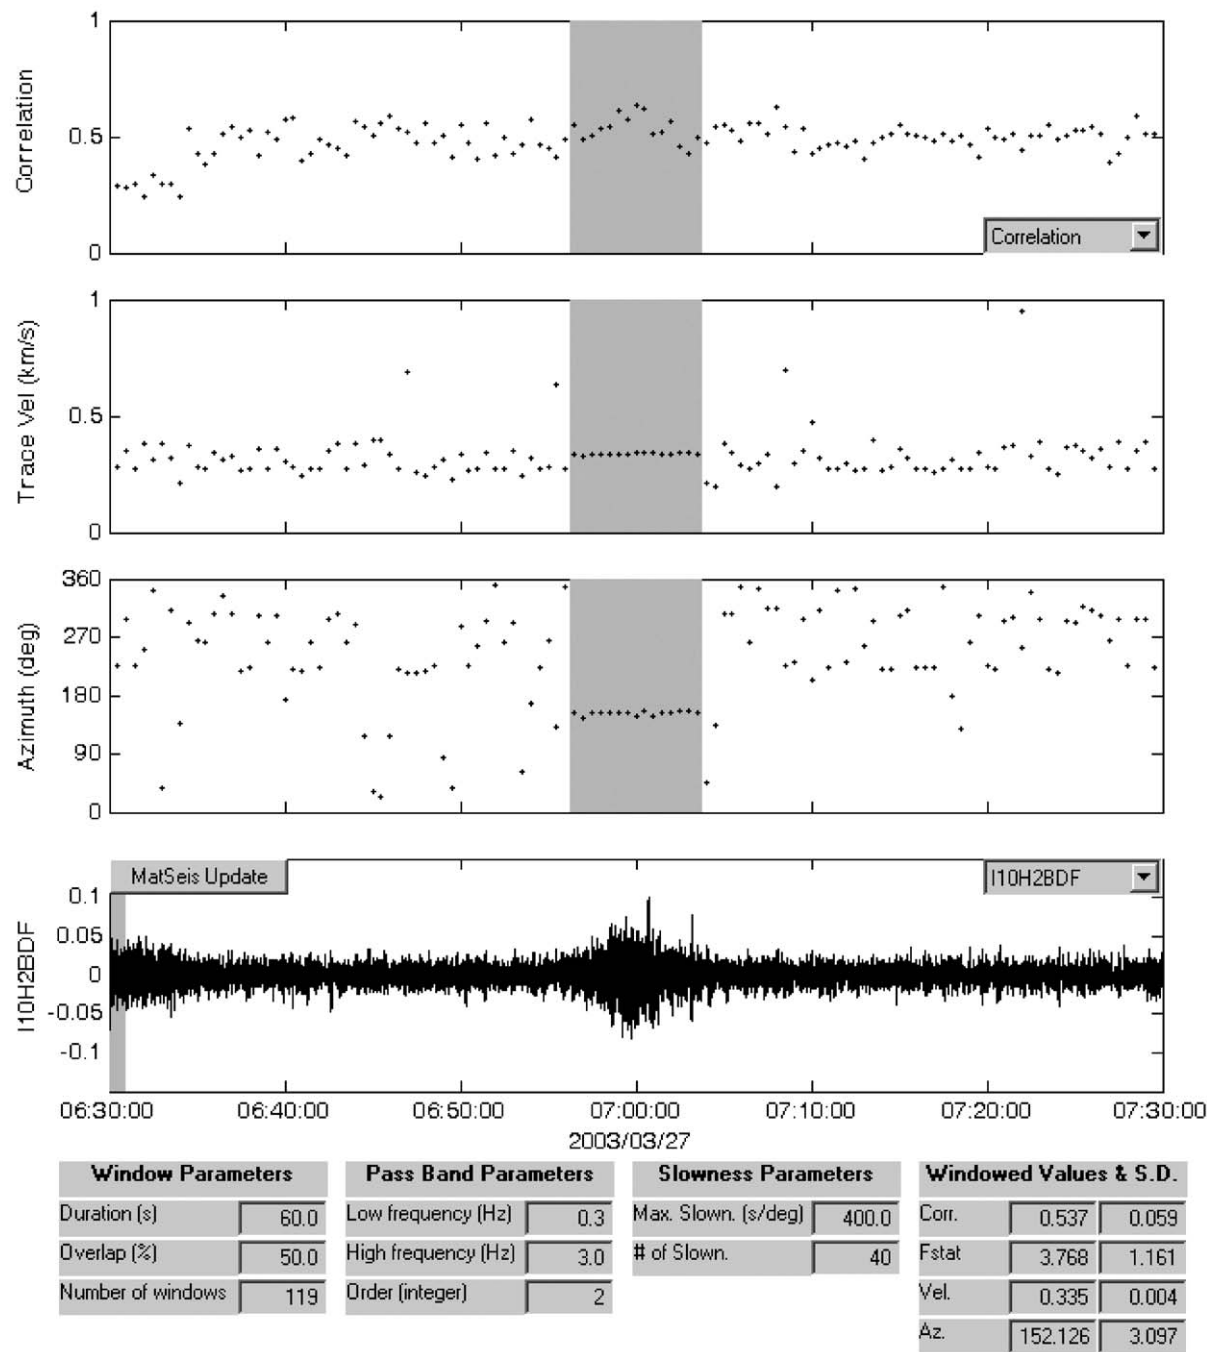 1
Correlation
0.5
0
Correlation
1
Trace Vel (km/s)
0.5
0
360
270
Azimuth (deg)
180
90
0
MatSeis Update
I10H2BDF
0.1
0.05
I10H2BDF
0
-0.05
-0.1
06:30:00 06:40:00 06:50:00 07:00:00 07:10:00 07:20:00 07:30:00
2003/03/27
Window Parameters Pass Band Parameters Slowness Parameters Windowed Values & S.D.
Duration (s) 60.0 Low frequency (Hz) 0.3 Max. Slown. (s/deg) 400.0 Corr. 0.537 0.059
Overlap (%) 50.0 High frequency (Hz) 3.0 # of Slown. 40 Fstat 3.768 1.161
Number of windows 119 Order (integer) 2 Vel. 0.335 0.004
Az. 152.126 3.097